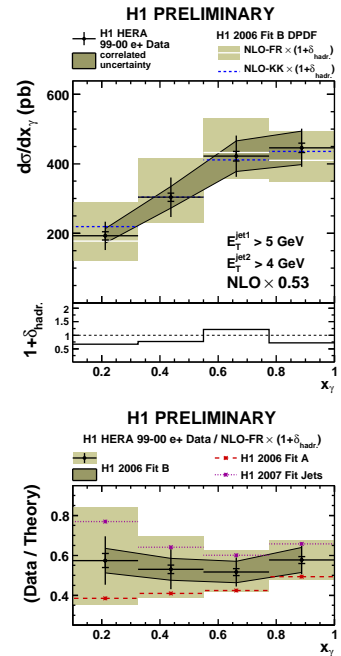 H1 PRELIMINARY
H1 HERA
99-00 e+ Data
correlated
uncertainty
H1 2006 Fit B DPDF
NLO-FR × (1+δhadr.)
NLO-KK × (1+δhadr.)
dσ/dxγ (pb)
600
400
200
ETjet1 > 5 GeV
ETjet2 > 4 GeV
NLO × 0.53
1+δhadr.
2
1.5
1
0.5
0.2 0.4 0.6 0.8 1
xγ
H1 PRELIMINARY
H1 HERA 99-00 e+ Data / NLO-FR × (1+δhadr.)
H1 2006 Fit B
H1 2006 Fit A
H1 2007 Fit Jets
(Data / Theory)
0.8
0.6
0.4
0.2 0.4 0.6 0.8 1
xγ